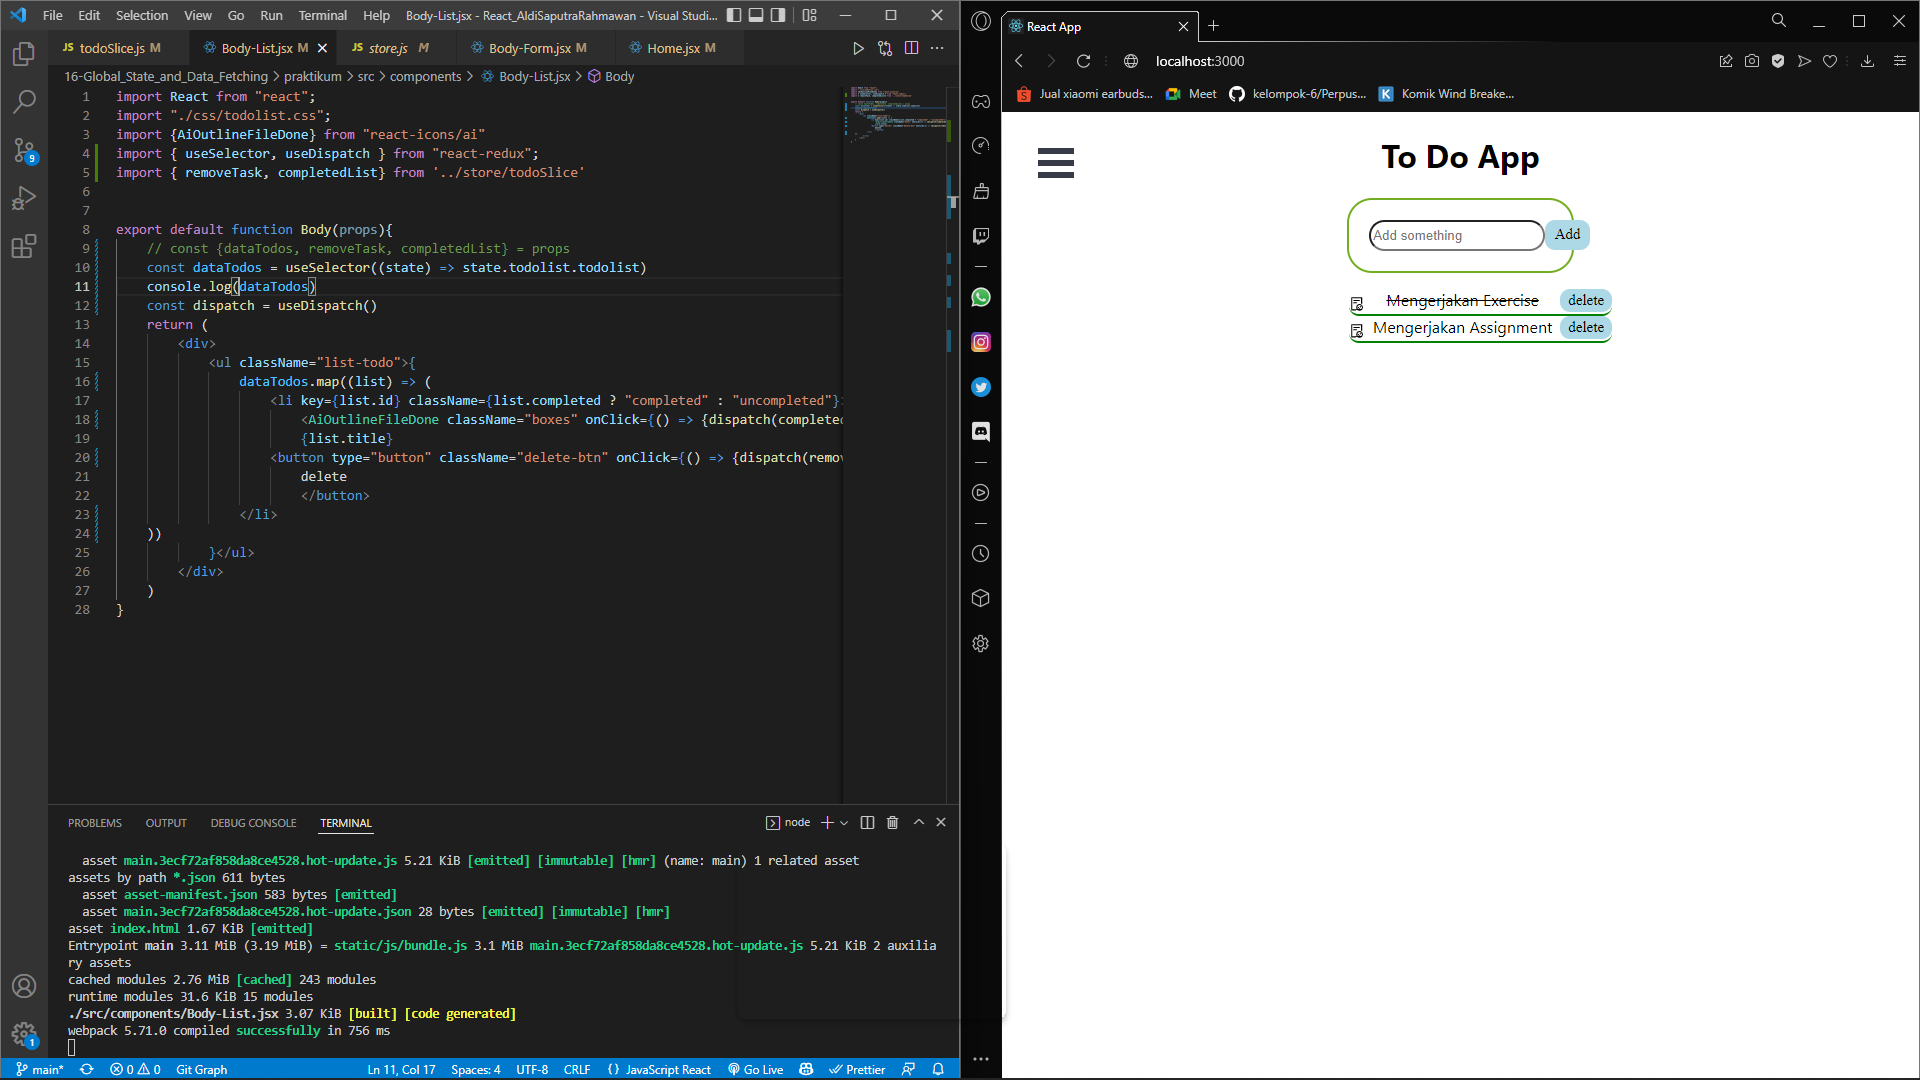 File Edit Selection View Go Run Terminal Help Body-List.jsx - React_AldiSaputraRahmawan - Visual Studi...
JS todoSlice.js M Body-List.jsx M JS store.js M Body-Form.jsx M Home.jsx M
16-Global_State_and_Data_Fetching > praktikum > src > components > Body-List.jsx > Body
1 import React from "react";
2 import "./css/todolist.css";
3 import {AiOutlineFileDone} from "react-icons/ai"
4 import { useSelector, useDispatch } from "react-redux";
5 import { removeTask, completedList} from '../store/todoSlice'
6
7
8 export default function Body(props){
9 // const {dataTodos, removeTask, completedList} = props
10 const dataTodos = useSelector((state) => state.todolist.todolist)
11 console.log(dataTodos)
12 const dispatch = useDispatch()
13 return (
14 <div>
15 <ul className="list-todo">{
16 dataTodos.map((list) => (
17 <li key={list.id} className={list.completed ? "completed" : "uncompleted"}>
18 <AiOutlineFileDone className="boxes" onClick={() => {dispatch(completed
19 {list.title}
20 <button type="button" className="delete-btn" onClick={() => {dispatch(remov
21 delete
22 </button>
23 </li>
24 ))
25 }</ul>
26 </div>
27 )
28 }
PROBLEMS OUTPUT DEBUG CONSOLE TERMINAL node
asset main.3ecf72af858da8ce4528.hot-update.js 5.21 KiB [emitted] [immutable] [hmr] (name: main) 1 related asset
assets by path *.json 611 bytes
asset asset-manifest.json 583 bytes [emitted]
asset main.3ecf72af858da8ce4528.hot-update.json 28 bytes [emitted] [immutable] [hmr]
asset index.html 1.67 KiB [emitted]
Entrypoint main 3.11 MiB (3.19 MiB) = static/js/bundle.js 3.1 MiB main.3ecf72af858da8ce4528.hot-update.js 5.21 KiB 2 auxilia
ry assets
cached modules 2.76 MiB [cached] 243 modules
runtime modules 31.6 KiB 15 modules
./src/components/Body-List.jsx 3.07 KiB [built] [code generated]
webpack 5.71.0 compiled successfully in 756 ms
9
1
main* 0 0 Git Graph Ln 11, Col 17 Spaces: 4 UTF-8 CRLF {} JavaScript React Go Live Prettier
React App
localhost:3000
Jual xiaomi earbuds... Meet kelompok-6/Perpus... K Komik Wind Breake...
To Do App
Add something Add
Mengerjakan Exercise delete
Mengerjakan Assignment delete